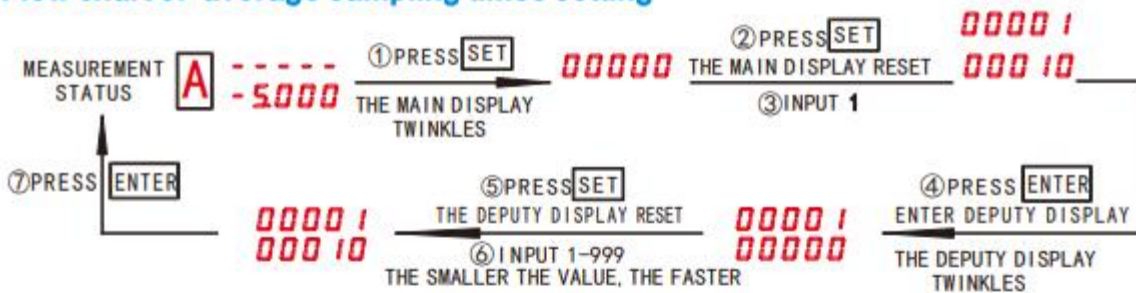 Flow chart of average sampling times setting
MEASUREMENT STATUS A - - - - -
-5.000
①PRESS SET
THE MAIN DISPLAY
TWINKLES
00000
②PRESS SET
THE MAIN DISPLAY RESET
③INPUT 1
00001
00010
④PRESS ENTER
ENTER DEPUTY DISPLAY
THE DEPUTY DISPLAY
TWINKLES
00001
00000
⑤PRESS SET
THE DEPUTY DISPLAY RESET
⑥INPUT 1-999
THE SMALLER THE VALUE, THE FASTER
00001
00010
⑦PRESS ENTER